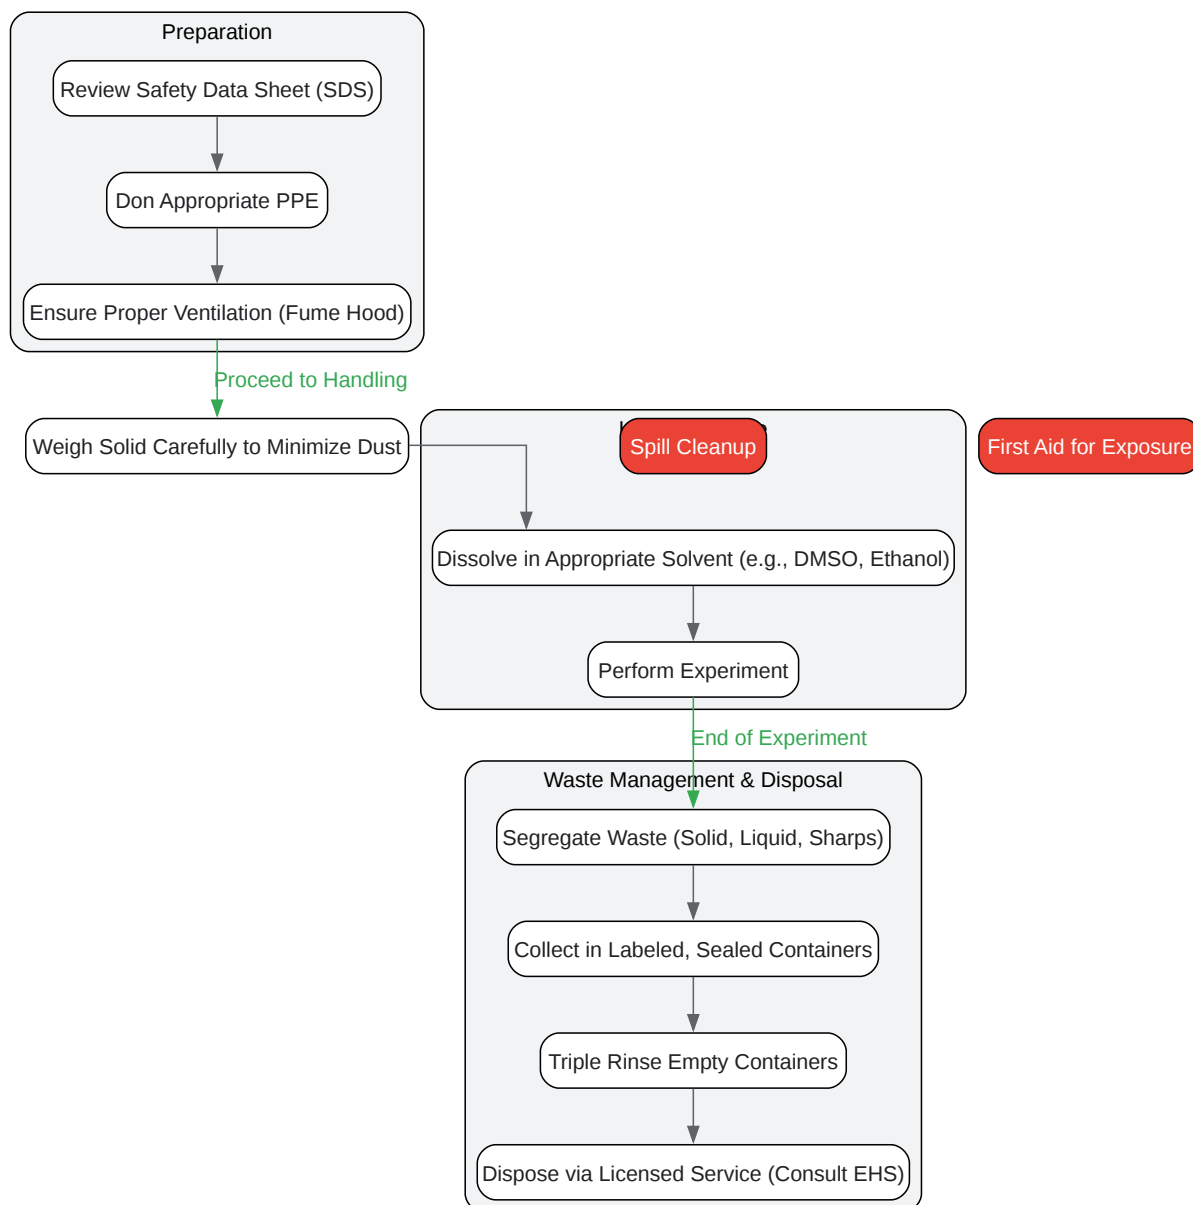 Preparation
Review Safety Data Sheet (SDS)
Don Appropriate PPE
Ensure Proper Ventilation (Fume Hood)
Proceed to Handling
Weigh Solid Carefully to Minimize Dust
Spill Cleanup
First Aid for Exposure
Dissolve in Appropriate Solvent (e.g., DMSO, Ethanol)
Perform Experiment
End of Experiment
Waste Management & Disposal
Segregate Waste (Solid, Liquid, Sharps)
Collect in Labeled, Sealed Containers
Triple Rinse Empty Containers
Dispose via Licensed Service (Consult EHS)